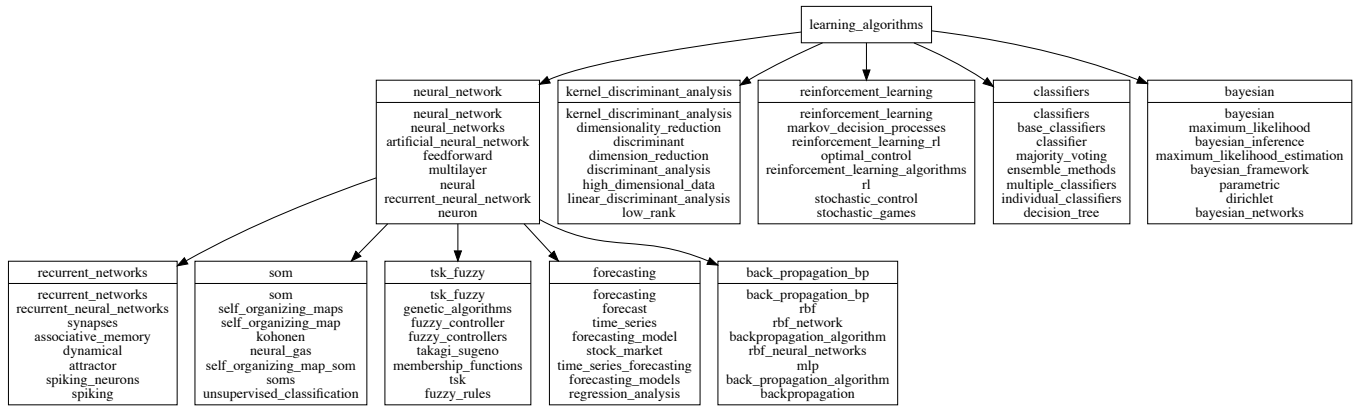 learning_algorithms
neural_network
neural_network
neural_networks
artificial_neural_network
feedforward
multilayer
neural
recurrent_neural_network
neuron
kernel_discriminant_analysis
kernel_discriminant_analysis
dimensionality_reduction
discriminant
dimension_reduction
discriminant_analysis
high_dimensional_data
linear_discriminant_analysis
low_rank
reinforcement_learning
reinforcement_learning
markov_decision_processes
reinforcement_learning_rl
optimal_control
reinforcement_learning_algorithms
rl
stochastic_control
stochastic_games
classifiers
classifiers
base_classifiers
classifier
majority_voting
ensemble_methods
multiple_classifiers
individual_classifiers
decision_tree
bayesian
bayesian
maximum_likelihood
bayesian_inference
maximum_likelihood_estimation
bayesian_framework
parametric
dirichlet
bayesian_networks
recurrent_networks
recurrent_networks
recurrent_neural_networks
synapses
associative_memory
dynamical
attractor
spiking_neurons
spiking
som
som
self_organizing_maps
self_organizing_map
kohonen
neural_gas
self_organizing_map_som
soms
unsupervised_classification
tsk_fuzzy
tsk_fuzzy
genetic_algorithms
fuzzy_controller
fuzzy_controllers
takagi_sugeno
membership_functions
tsk
fuzzy_rules
forecasting
forecasting
forecast
time_series
forecasting_model
stock_market
time_series_forecasting
forecasting_models
regression_analysis
back_propagation_bp
back_propagation_bp
rbf
rbf_network
backpropagation_algorithm
rbf_neural_networks
mlp
back_propagation_algorithm
backpropagation